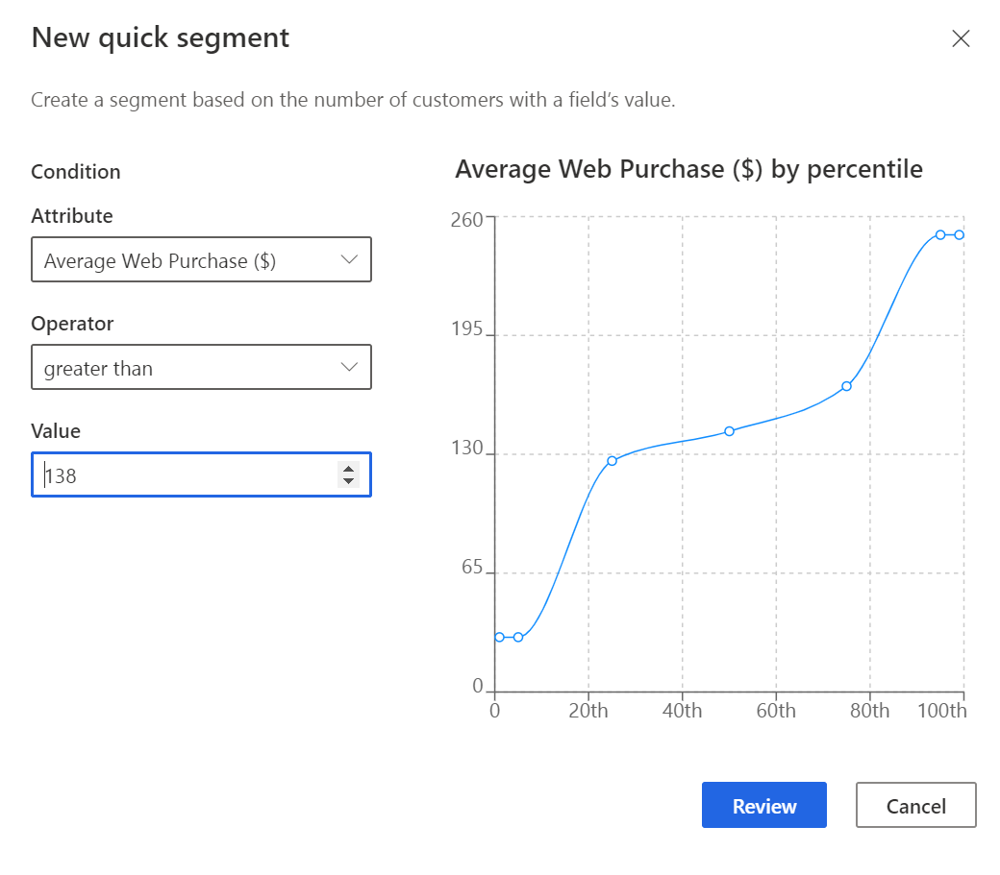 New quick segment
Create a segment based on the number of customers with a field’s value.
Condition
Attribute
Average Web Purchase ($)
Operator
greater than
Value
138
Average Web Purchase ($) by percentile
260
195
130
65
0
0 20th 40th 60th 80th 100th
Review Cancel